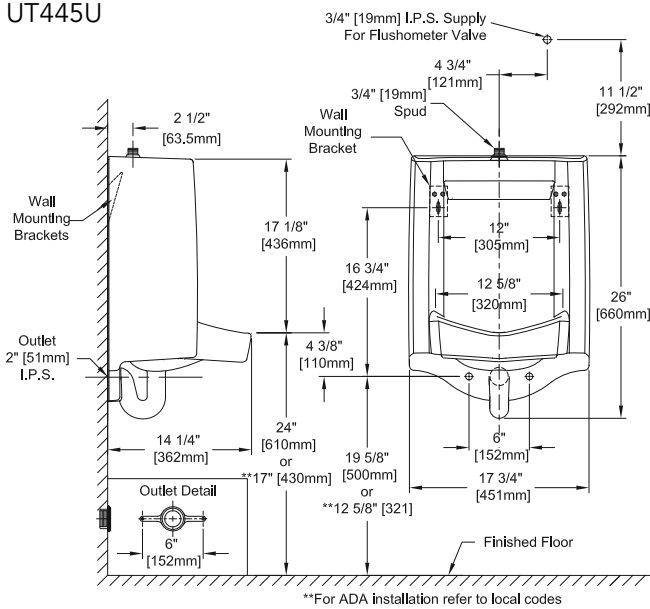 UT445U
3/4" [19mm] I.P.S. Supply
For Flushometer Valve
4 3/4"
[121mm]
11 1/2"
[292mm]
3/4" [19mm]
Spud
2 1/2"
[63.5mm]
Wall
Mounting
Bracket
Wall
Mounting
Brackets
17 1/8"
[436mm]
12"
[305mm]
16 3/4"
[424mm]
12 5/8"
[320mm]
26"
[660mm]
Outlet
2" [51mm]
I.P.S.
4 3/8"
[110mm]
14 1/4"
[362mm]
24"
[610mm]
or
**17" [430mm]
19 5/8"
[500mm]
or
**12 5/8" [321]
6"
[152mm]
17 3/4"
[451mm]
Outlet Detail
6"
[152mm]
Finished Floor
**For ADA installation refer to local codes